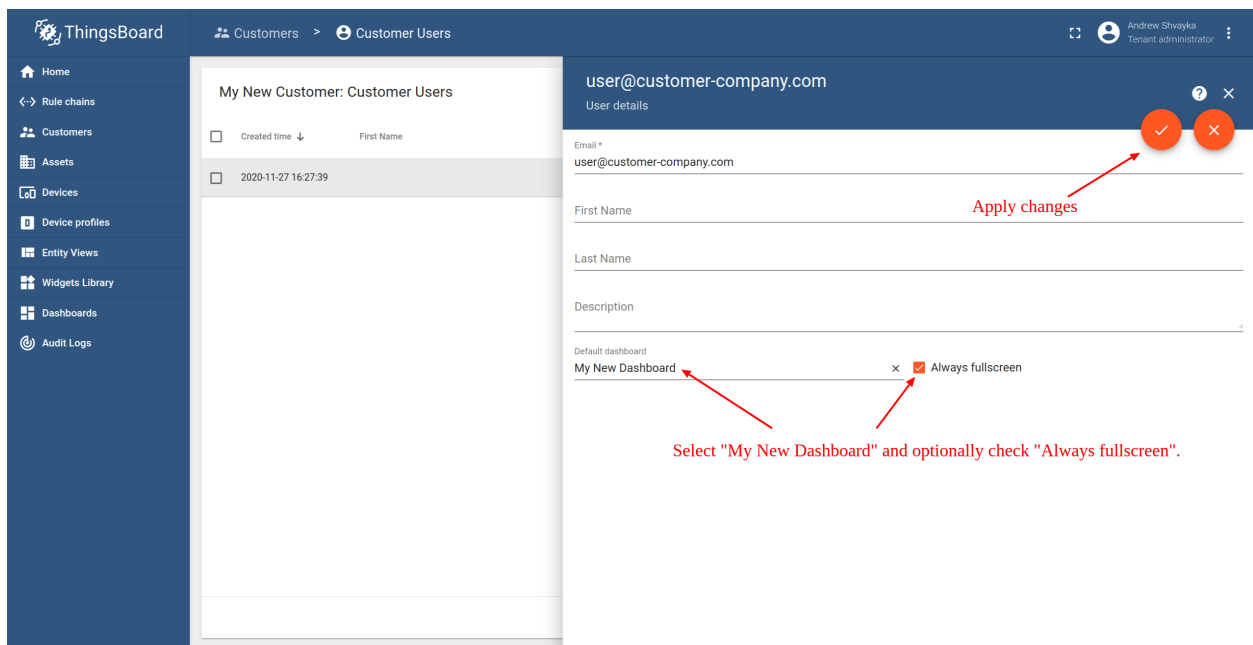 ThingsBoard
Customers > Customer Users
Andrew Shvayka
Tenant administrator
Home
Rule chains
Customers
Assets
Devices
Device profiles
Entity Views
Widgets Library
Dashboards
Audit Logs
My New Customer: Customer Users
Created time First Name
2020-11-27 16:27:39
user@customer-company.com
User details
Email *
user@customer-company.com
First Name
Apply changes
Last Name
Description
Default dashboard
My New Dashboard
Always fullscreen
Select "My New Dashboard" and optionally check "Always fullscreen".